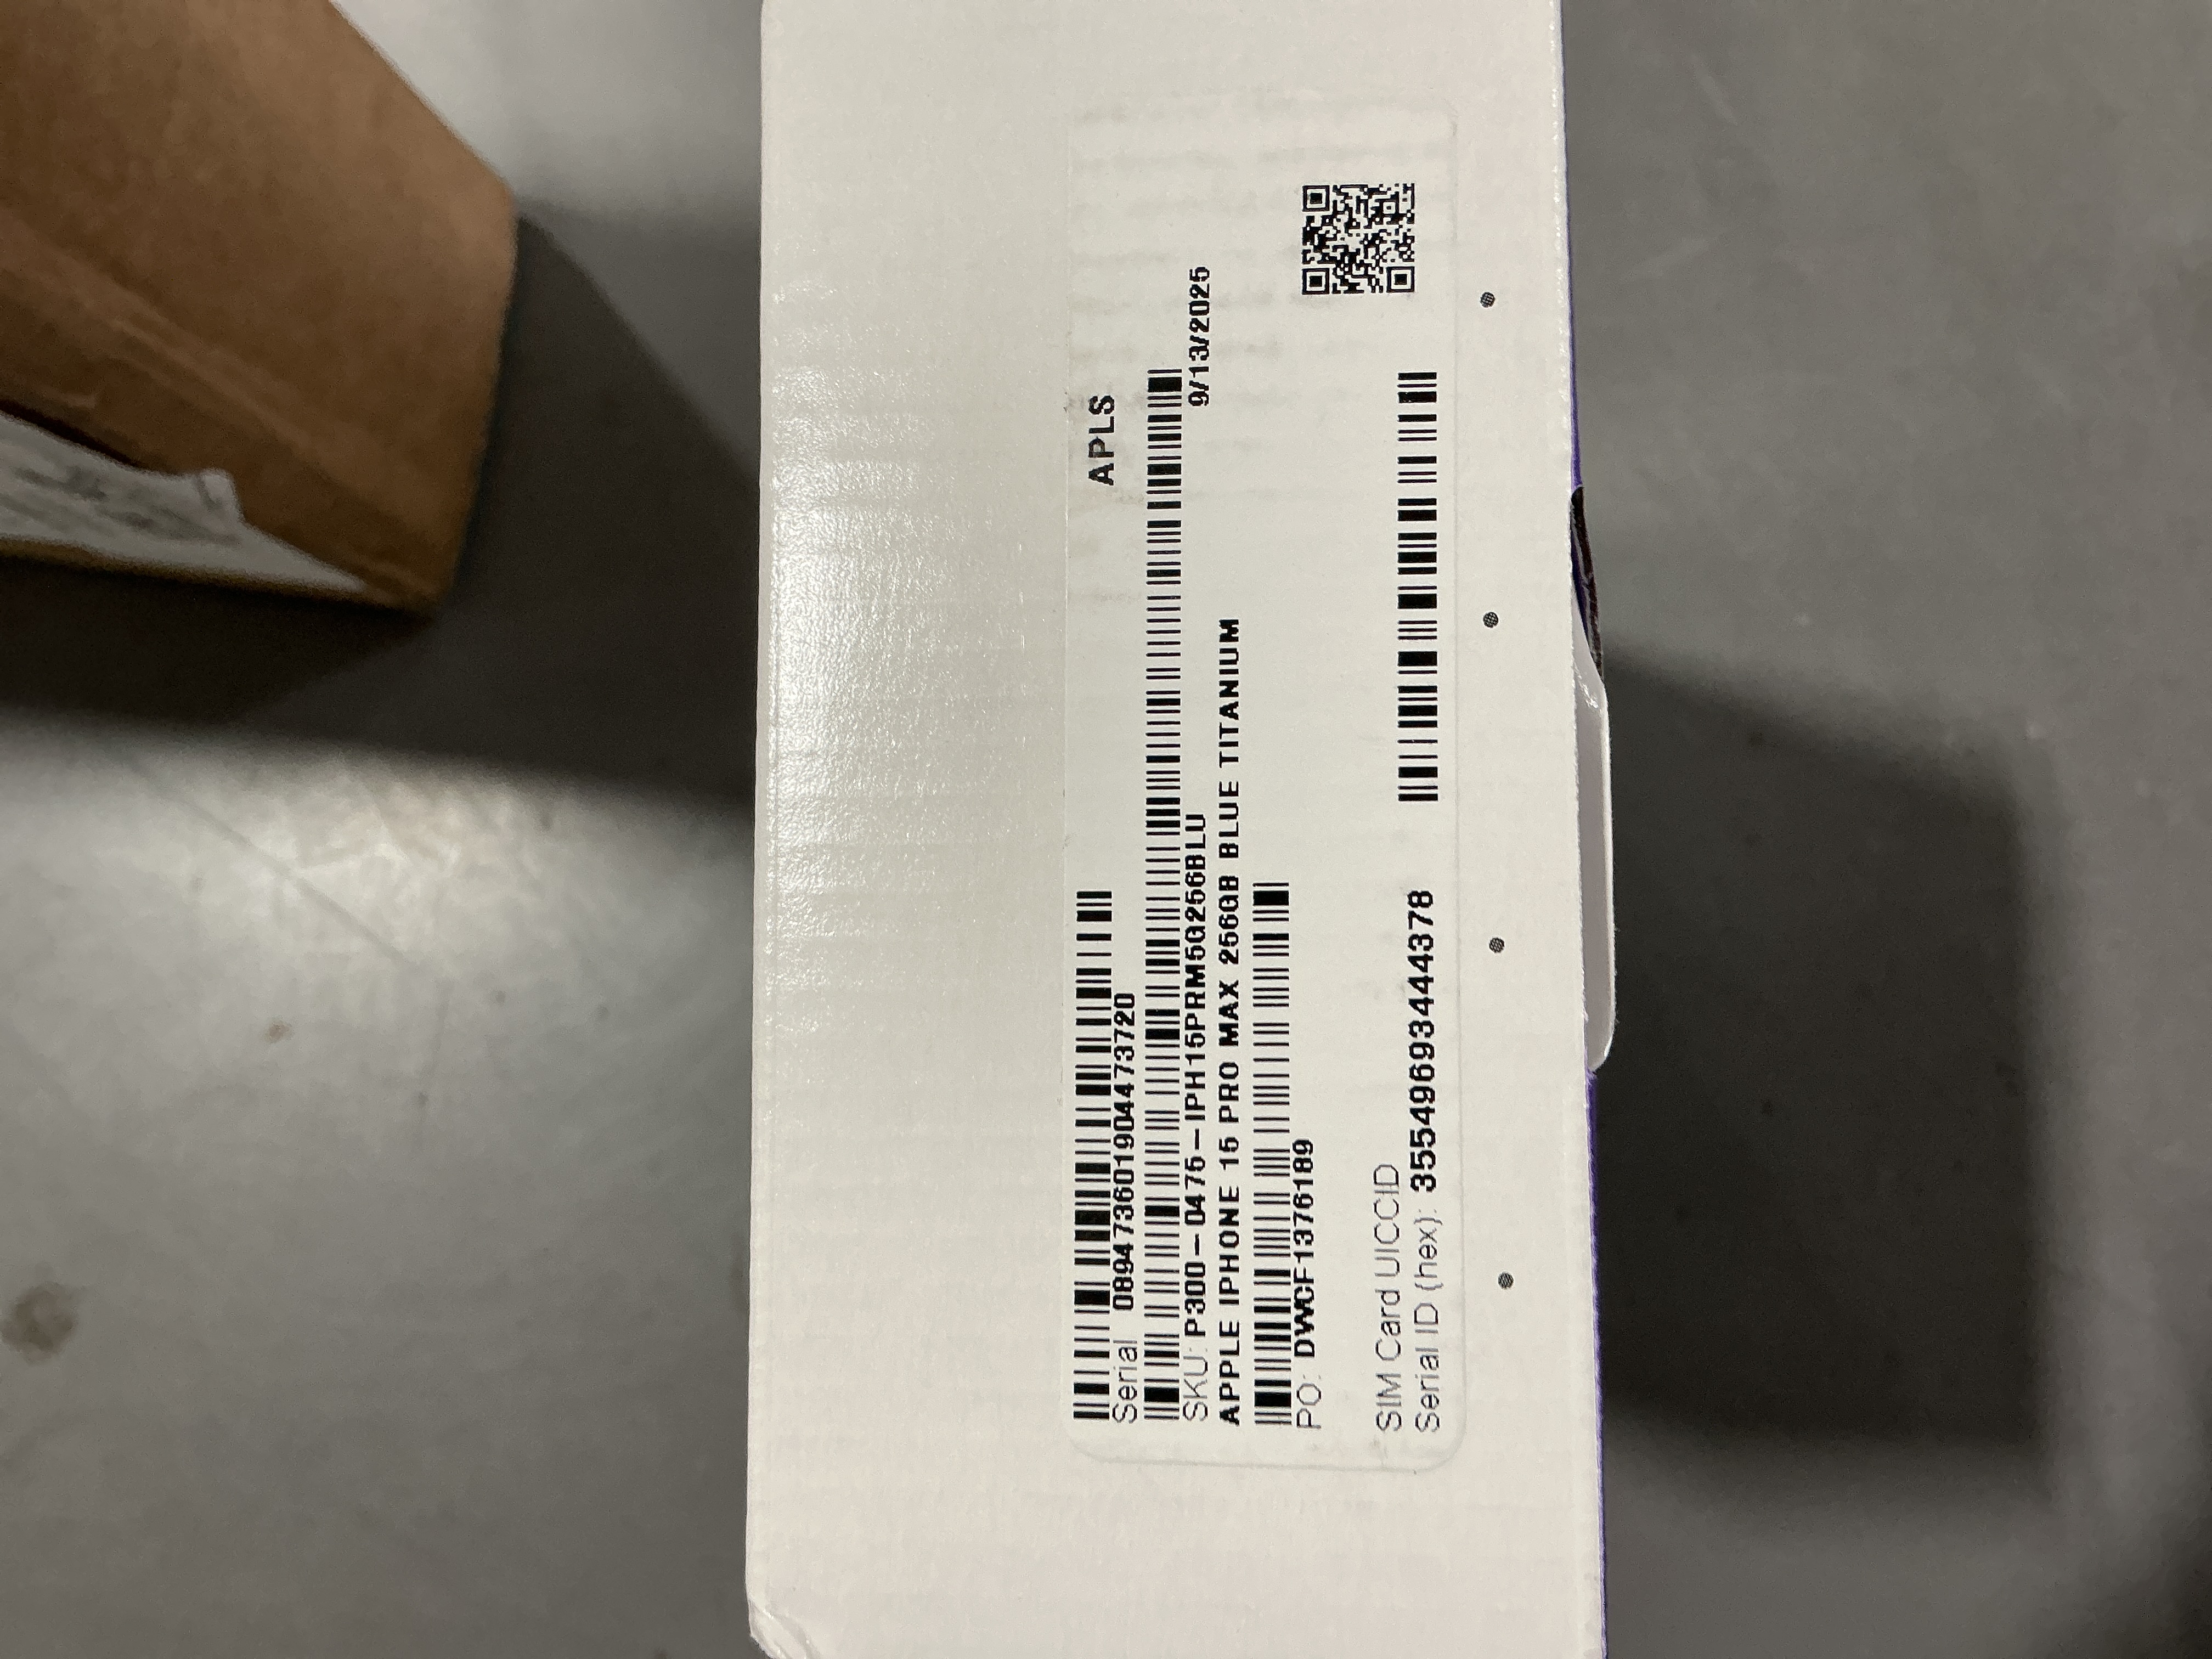 APLS
Serial 089473601904473720
SKU: P300-0475-IPH15PRM5G256BLU 9/13/2025
APPLE IPHONE 15 PRO MAX 256GB BLUE TITANIUM
PO: DWCF1376189
SIM Card UICCID
Serial ID (hex): 355496934444378